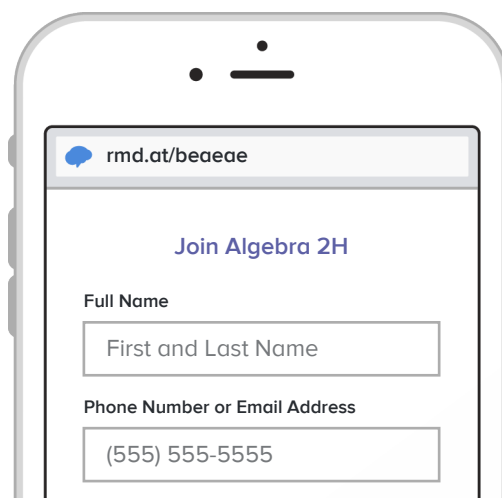 rmd.at/beaeae
Join Algebra 2H
Full Name
First and Last Name
Phone Number or Email Address
(555) 555-5555